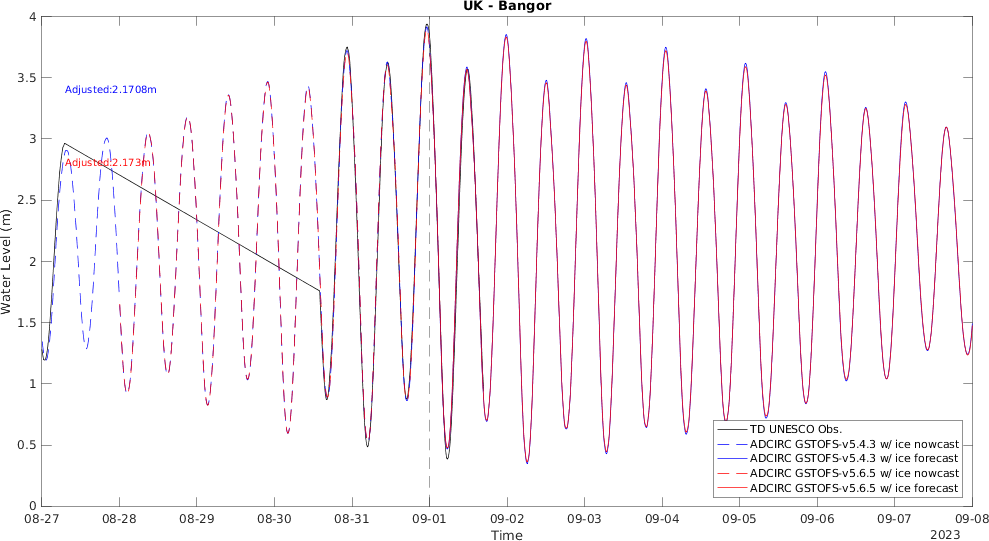 UK - Bangor
4
3.5
3
2.5
2
1.5
1
0.5
0
Water Level (m)
Adjusted:2.1708m
Adjusted:2.173m
TD UNESCO Obs.
ADCIRC GSTOFS-v5.4.3 w/ ice nowcast
ADCIRC GSTOFS-v5.4.3 w/ ice forecast
ADCIRC GSTOFS-v5.6.5 w/ ice nowcast
ADCIRC GSTOFS-v5.6.5 w/ ice forecast
08-27 08-28 08-29 08-30 08-31 09-01 09-02 09-03 09-04 09-05 09-06 09-07 09-08
Time
2023